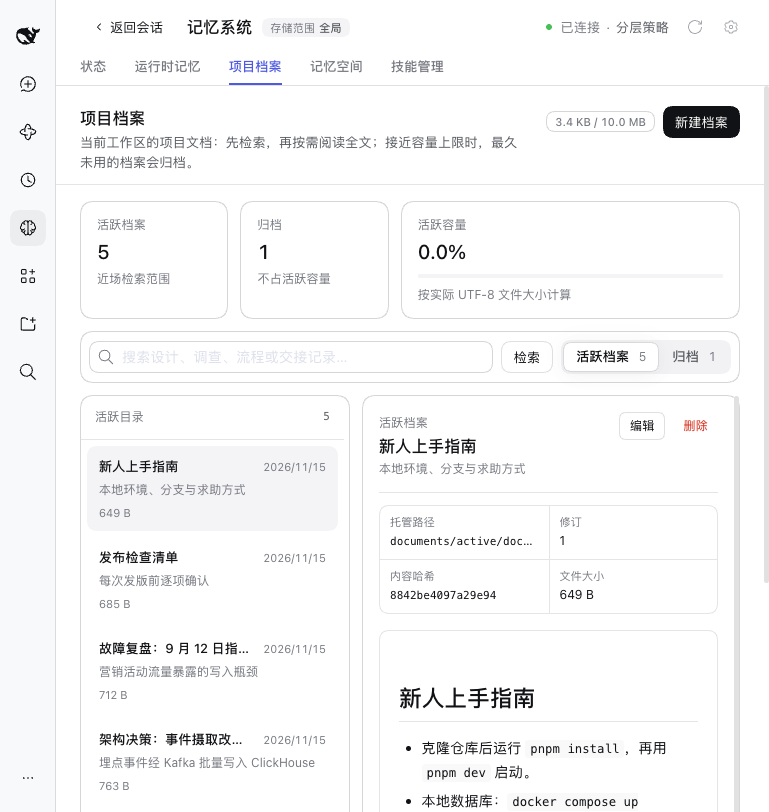 返回会话
记忆系统
存储范围 全局
已连接 · 分层策略
状态
运行时记忆
项目档案
记忆空间
技能管理
项目档案
当前工作区的项目文档：先检索，再按需阅读全文；接近容量上限时，最久
未用的档案会归档。
3.4 KB / 10.0 MB
新建档案
活跃档案
5
近场检索范围
归档
1
不占活跃容量
活跃容量
0.0%
按实际 UTF-8 文件大小计算
搜索设计、调查、流程或交接记录...
检索
活跃档案 5
归档 1
活跃目录
5
新人上手指南
2026/11/15
本地环境、分支与求助方式
649 B
发布检查清单
2026/11/15
每次发版前逐项确认
685 B
故障复盘：9 月 12 日指...
2026/11/15
营销活动流量暴露的写入瓶颈
712 B
架构决策：事件摄取改...
2026/11/15
埋点事件经 Kafka 批量写入 ClickHouse
763 B
活跃档案
新人上手指南
本地环境、分支与求助方式
编辑
删除
托管路径
documents/active/doc...
修订
1
内容哈希
8842be4097a29e94
文件大小
649 B
新人上手指南
克隆仓库后运行 pnpm install，再用
pnpm dev 启动。
本地数据库：docker compose up
...